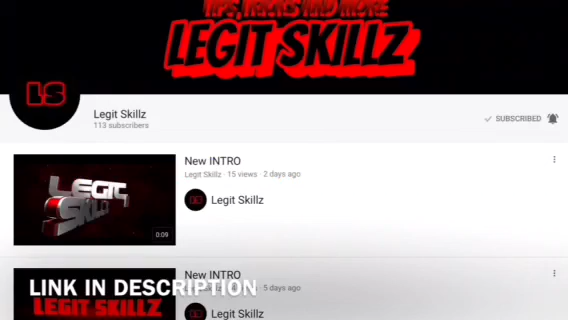 TIPS, TRICKS AND MORE
LEGIT SKILLZ
LS
Legit Skillz
113 subscribers
SUBSCRIBED
New INTRO
Legit Skillz · 15 views · 2 days ago
LEGIT
SKILLZ
LS
Legit Skillz
0:09
New INTRO
5 days ago
LINK IN DESCRIPTION
LEGIT SKILLZ
Legit Skillz